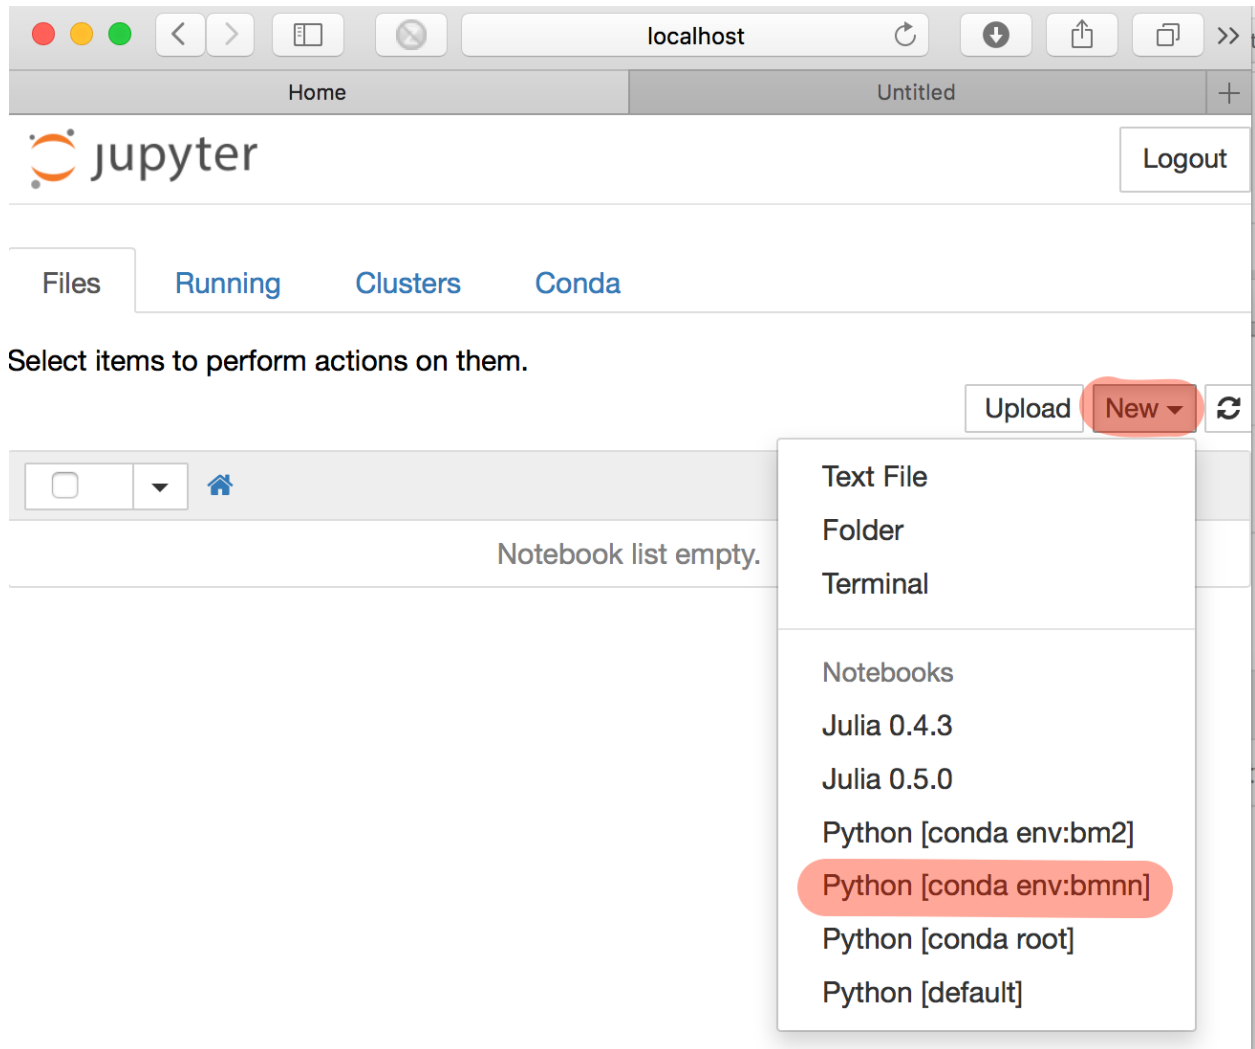 localhost
Home Untitled
jupyter
Logout
Files Running Clusters Conda
Select items to perform actions on them.
Upload New
Notebook list empty.
Text File
Folder
Terminal
Notebooks
Julia 0.4.3
Julia 0.5.0
Python [conda env:bm2]
Python [conda env:bmnn]
Python [conda root]
Python [default]